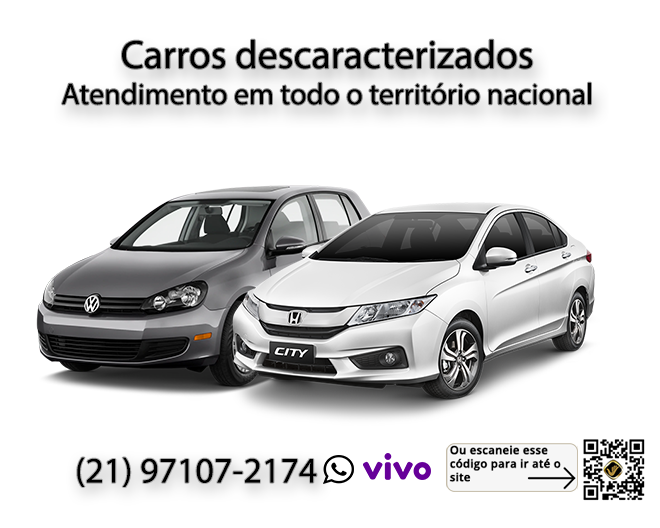 Carros descaracterizados
Atendimento em todo o território nacional
CITY
(21) 97107-2174 vivo
Ou escaneie esse
código para ir até o
site